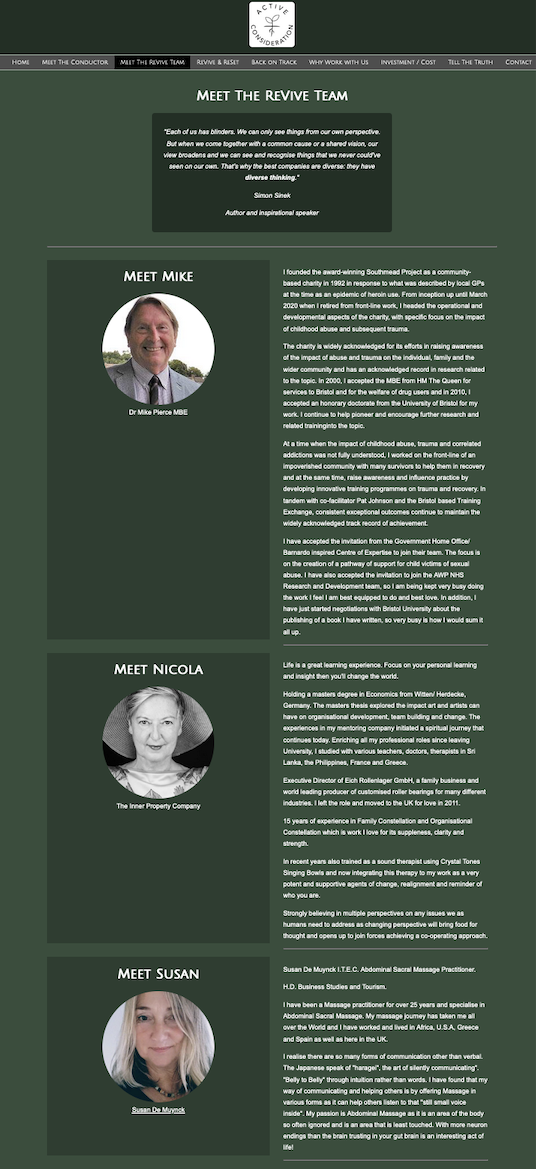 ACTIVE
CONSIDERATION
HOME
MEET THE CONDUCTOR
MEET THE REVIVE TEAM
REVIVE & RESET
BACK ON TRACK
WHY WORK WITH US
INVESTMENT / COST
TELL THE TRUTH
CONTACT
MEET THE REVIVE TEAM
"Each of us has blinders. We can only see things from our own perspective.
But when we come together with a common cause or a shared vision, our
view broadens and we can see and recognise things that we never could've
seen on our own. That's why the best companies are diverse: they have
diverse thinking."
Simon Sinek
Author and inspirational speaker
MEET MIKE
Dr Mike Pierce MBE
I founded the award-winning Southmead Project as a community-
based charity in 1992 in response to what was described by local GPs
at the time as an epidemic of heroin use. From inception up until March
2020 when I retired from front-line work, I headed the operational and
developmental aspects of the charity, with specific focus on the impact
of childhood abuse and subsequent trauma.
The charity is widely acknowledged for its efforts in raising awareness
of the impact of abuse and trauma on the individual, family and the
wider community and has an acknowledged record in research related
to the topic. In 2000, I accepted the MBE from HM The Queen for
services to Bristol and for the welfare of drug users and in 2010, I
accepted an honorary doctorate from the University of Bristol for my
work. I continue to help pioneer and encourage further research and
related traininginto the topic.
At a time when the impact of childhood abuse, trauma and correlated
addictions was not fully understood, I worked on the front-line of an
impoverished community with many survivors to help them in recovery
and at the same time, raise awareness and influence practice by
developing innovative training programmes on trauma and recovery. In
tandem with co-facilitator Pat Johnson and the Bristol based Training
Exchange, consistent exceptional outcomes continue to maintain the
widely acknowledged track record of achievement.
I have accepted the invitation from the Government Home Office/
Barnardo inspired Centre of Expertise to join their team. The focus is
on the creation of a pathway of support for child victims of sexual
abuse. I have also accepted the invitation to join the AWP NHS
Research and Development team, so I am being kept very busy doing
the work I feel I am best equipped to do and best love. In addition, I
have just started negotiations with Bristol University about the
publishing of a book I have written, so very busy is how I would sum it
all up.
MEET NICOLA
The Inner Property Company
Life is a great learning experience. Focus on your personal learning
and insight then you'll change the world.
Holding a masters degree in Economics from Witten/ Herdecke,
Germany. The masters thesis explored the impact art and artists can
have on organisational development, team building and change. The
experiences in my mentoring company initiated a spiritual journey that
continues today. Enriching all my professional roles since leaving
University, I studied with various teachers, doctors, therapists in Sri
Lanka, the Philippines, France and Greece.
Executive Director of Eich Rollenlager GmbH, a family business and
world leading producer of customised roller bearings for many different
industries. I left the role and moved to the UK for love in 2011.
15 years of experience in Family Constellation and Organisational
Constellation which is work I love for its suppleness, clarity and
strength.
In recent years also trained as a sound therapist using Crystal Tones
Singing Bowls and now integrating this therapy to my work as a very
potent and supportive agents of change, realignment and reminder of
who you are.
Strongly believing in multiple perspectives on any issues we as
humans need to address as changing perspective will bring food for
thought and opens up to join forces achieving a co-operating approach.
MEET SUSAN
Susan De Muynck
Susan De Muynck I.T.E.C. Abdominal Sacral Massage Practitioner.
H.D. Business Studies and Tourism.
I have been a Massage practitioner for over 25 years and specialise in
Abdominal Sacral Massage. My massage journey has taken me all
over the World and I have worked and lived in Africa, U.S.A, Greece
and Spain as well as here in the UK.
I realise there are so many forms of communication other than verbal.
The Japanese speak of "haragei", the art of silently communicating".
"Belly to Belly" through intuition rather than words. I have found that my
way of communicating and helping others is by offering Massage in
various forms as it can help others listen to that "still small voice
inside". My passion is Abdominal Massage as it is an area of the body
so often ignored and is an area that is least touched. With more neuron
endings than the brain trusting in your gut brain is an interesting act of
life!